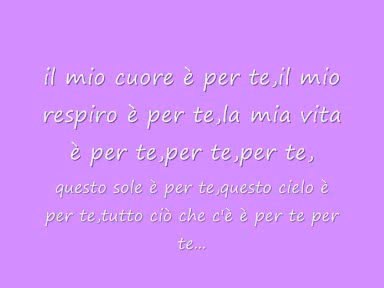 il mio cuore è per te,il mio
respiro è per te,la mia vita
è per te,per te,per te,
questo sole è per te,questo cielo è
per te,tutto ciò che c'è è per te per
te...